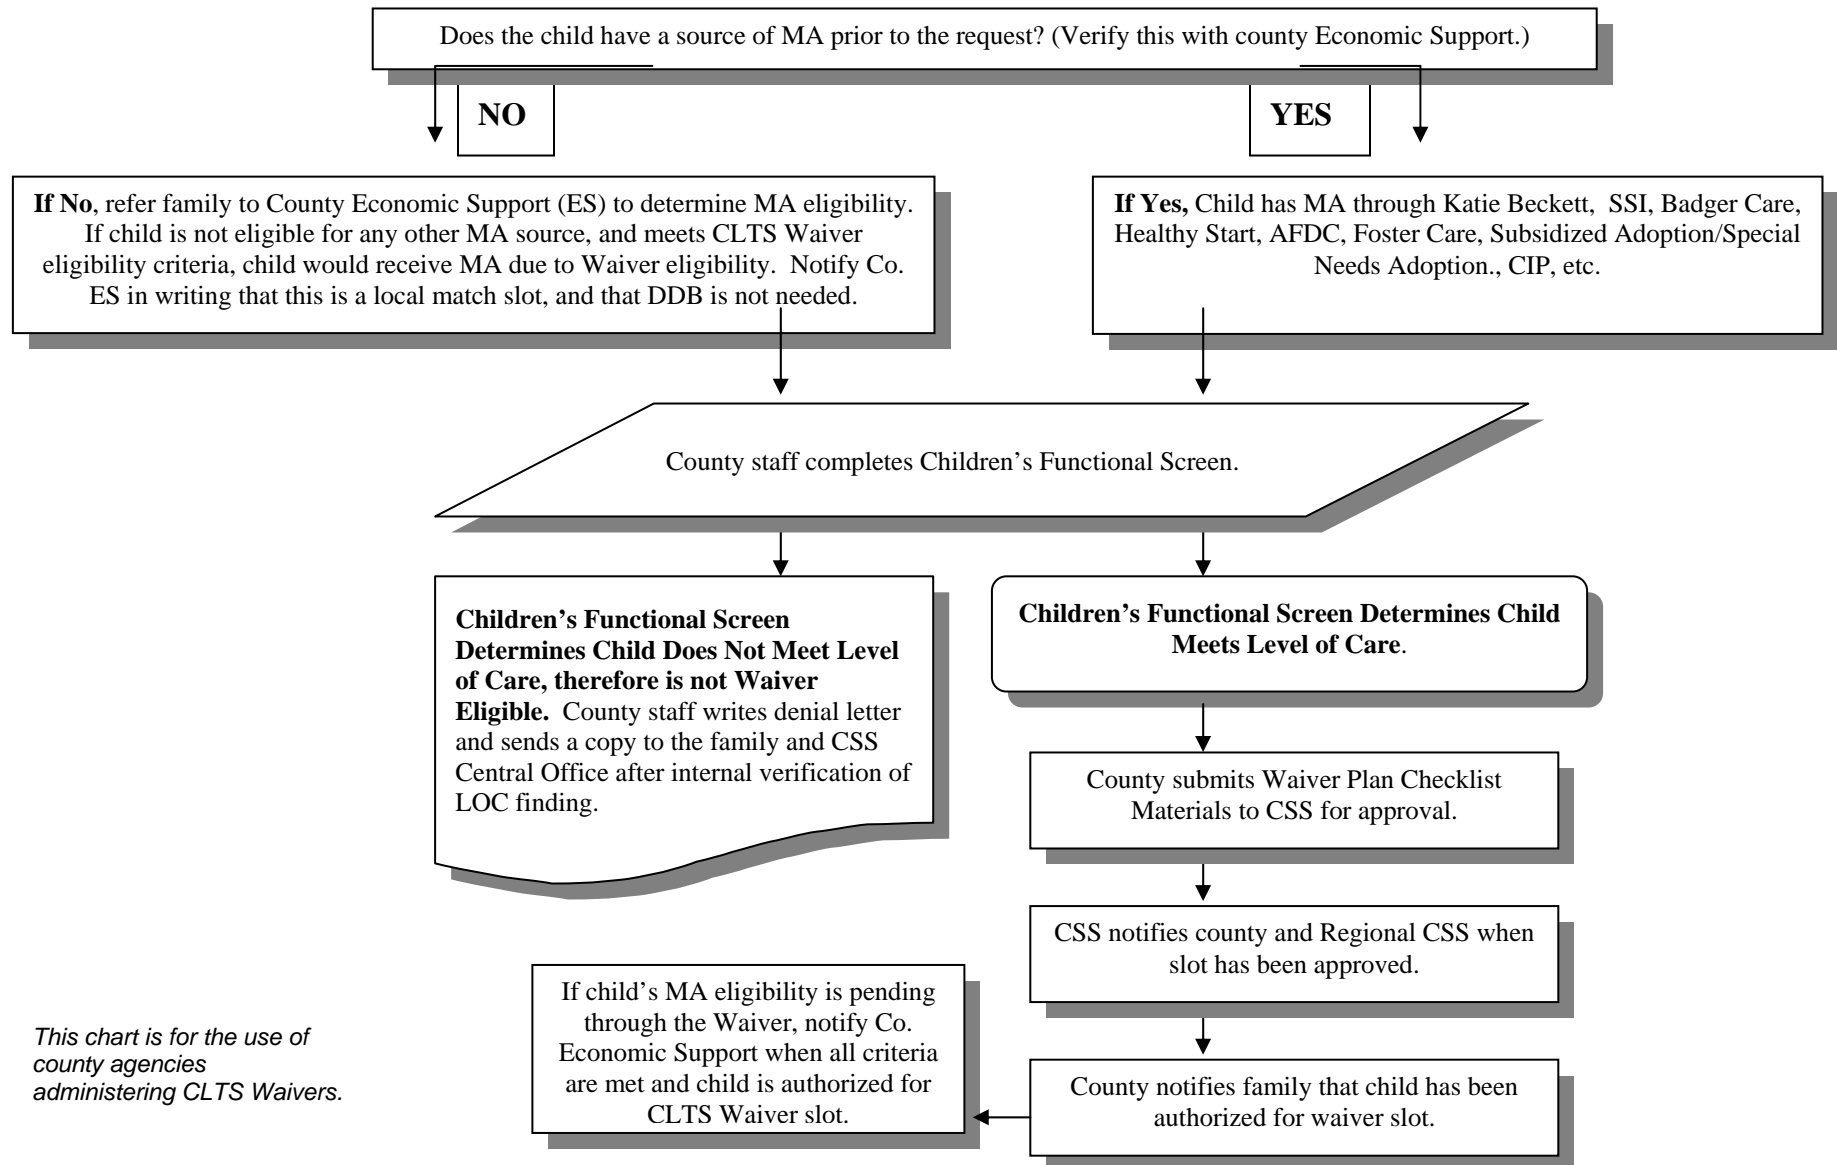 Does the child have a source of MA prior to the request? (Verify this with county Economic Support.)
NO
YES
If No, refer family to County Economic Support (ES) to determine MA eligibility.
If child is not eligible for any other MA source, and meets CLTS Waiver
eligibility criteria, child would receive MA due to Waiver eligibility.  Notify Co.
ES in writing that this is a local match slot, and that DDB is not needed.
If Yes, Child has MA through Katie Beckett,  SSI, Badger Care,
Healthy Start, AFDC, Foster Care, Subsidized Adoption/Special
Needs Adoption., CIP, etc.
County staff completes Children’s Functional Screen.
Children’s Functional Screen
Determines Child Does Not Meet Level
of Care, therefore is not Waiver
Eligible.  County staff writes denial letter
and sends a copy to the family and CSS
Central Office after internal verification of
LOC finding.
Children’s Functional Screen Determines Child
Meets Level of Care.
County submits Waiver Plan Checklist
Materials to CSS for approval.
CSS notifies county and Regional CSS when
slot has been approved.
County notifies family that child has been
authorized for waiver slot.
If child’s MA eligibility is pending
through the Waiver, notify Co.
Economic Support when all criteria
are met and child is authorized for
CLTS Waiver slot.
This chart is for the use of
county agencies
administering CLTS Waivers.